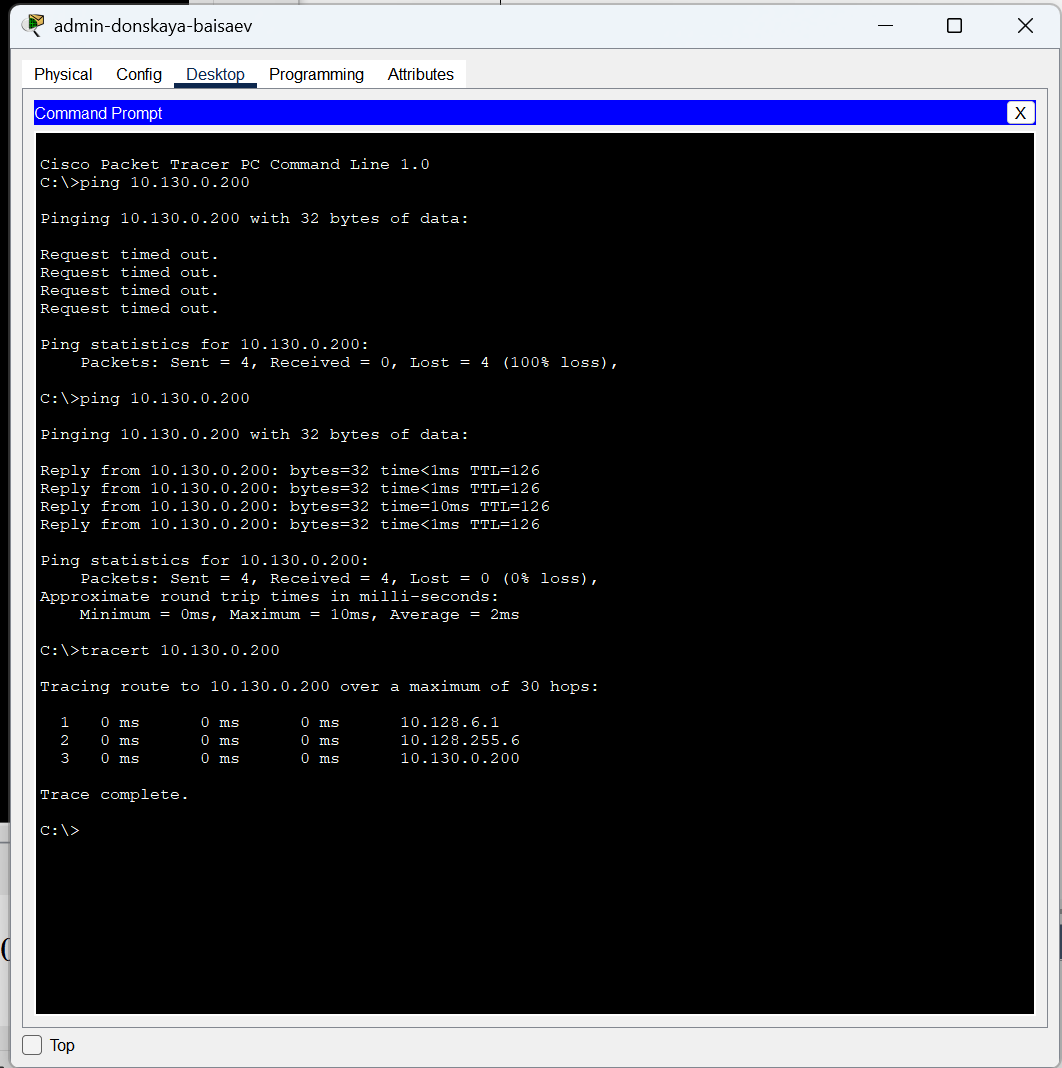 admin-donskaya-baisaev
Physical Config Desktop Programming Attributes
Command Prompt
X
Cisco Packet Tracer PC Command Line 1.0
C:\>ping 10.130.0.200
Pinging 10.130.0.200 with 32 bytes of data:
Request timed out.
Request timed out.
Request timed out.
Request timed out.
Ping statistics for 10.130.0.200:
Packets: Sent = 4, Received = 0, Lost = 4 (100% loss),
C:\>ping 10.130.0.200
Pinging 10.130.0.200 with 32 bytes of data:
Reply from 10.130.0.200: bytes=32 time<1ms TTL=126
Reply from 10.130.0.200: bytes=32 time<1ms TTL=126
Reply from 10.130.0.200: bytes=32 time=10ms TTL=126
Reply from 10.130.0.200: bytes=32 time<1ms TTL=126
Ping statistics for 10.130.0.200:
Packets: Sent = 4, Received = 4, Lost = 0 (0% loss),
Approximate round trip times in milli-seconds:
Minimum = 0ms, Maximum = 10ms, Average = 2ms
C:\>tracert 10.130.0.200
Tracing route to 10.130.0.200 over a maximum of 30 hops:
1 0 ms 0 ms 0 ms 10.128.6.1
2 0 ms 0 ms 0 ms 10.128.255.6
3 0 ms 0 ms 0 ms 10.130.0.200
Trace complete.
C:\>
Top